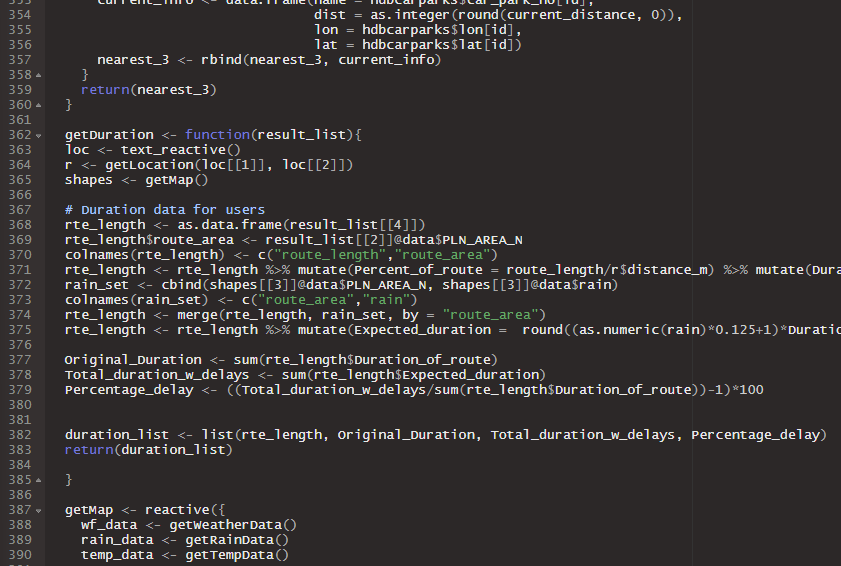 353 current_info <- data.frame(name = hdbcarparks$car_park_no[id],
354 dist = as.integer(round(current_distance, 0)),
355 lon = hdbcarparks$lon[id],
356 lat = hdbcarparks$lat[id])
357 nearest_3 <- rbind(nearest_3, current_info)
358 }
359 return(nearest_3)
360 }
361
362 getDuration <- function(result_list){
363 loc <- text_reactive()
364 r <- getLocation(loc[[1]], loc[[2]])
365 shapes <- getMap()
366
367 # Duration data for users
368 rte_length <- as.data.frame(result_list[[4]])
369 rte_length$route_area <- result_list[[2]]@data$PLN_AREA_N
370 colnames(rte_length) <- c("route_length","route_area")
371 rte_length <- rte_length %>% mutate(Percent_of_route = route_length/r$distance_m) %>% mutate(Dura
372 rain_set <- cbind(shapes[[3]]@data$PLN_AREA_N, shapes[[3]]@data$rain)
373 colnames(rain_set) <- c("route_area","rain")
374 rte_length <- merge(rte_length, rain_set, by = "route_area")
375 rte_length <- rte_length %>% mutate(Expected_duration = round((as.numeric(rain)*0.125+1)*Duratio
376
377 Original_Duration <- sum(rte_length$Duration_of_route)
378 Total_duration_w_delays <- sum(rte_length$Expected_duration)
379 Percentage_delay <- ((Total_duration_w_delays/sum(rte_length$Duration_of_route))-1)*100
380
381
382 duration_list <- list(rte_length, Original_Duration, Total_duration_w_delays, Percentage_delay)
383 return(duration_list)
384
385 }
386
387 getMap <- reactive({
388 wf_data <- getWeatherData()
389 rain_data <- getRainData()
390 temp_data <- getTempData()